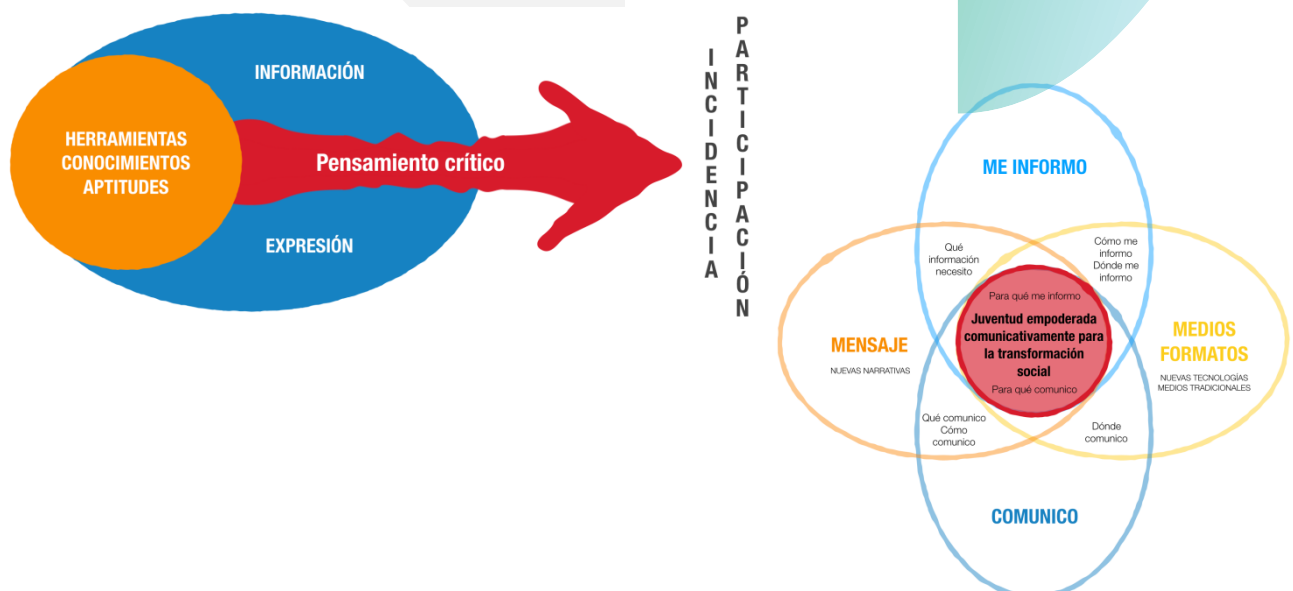 INFORMACIÓN
HERRAMIENTAS
CONOCIMIENTOS
APTITUDES
Pensamiento crítico
EXPRESIÓN
INCIDENCIA
PARTICIPACIÓN
ME INFORMO
Qué
información
necesito
Cómo me
informo
Dónde me
informo
Para qué me informo
Juventud empoderada
comunicativamente para
la transformación
social
Para qué comunico
MENSAJE
NUEVAS NARRATIVAS
MEDIOS
FORMATOS
NUEVAS TECNOLOGÍAS
MEDIOS TRADICIONALES
Qué comunico
Cómo
comunico
Dónde
comunico
COMUNICO